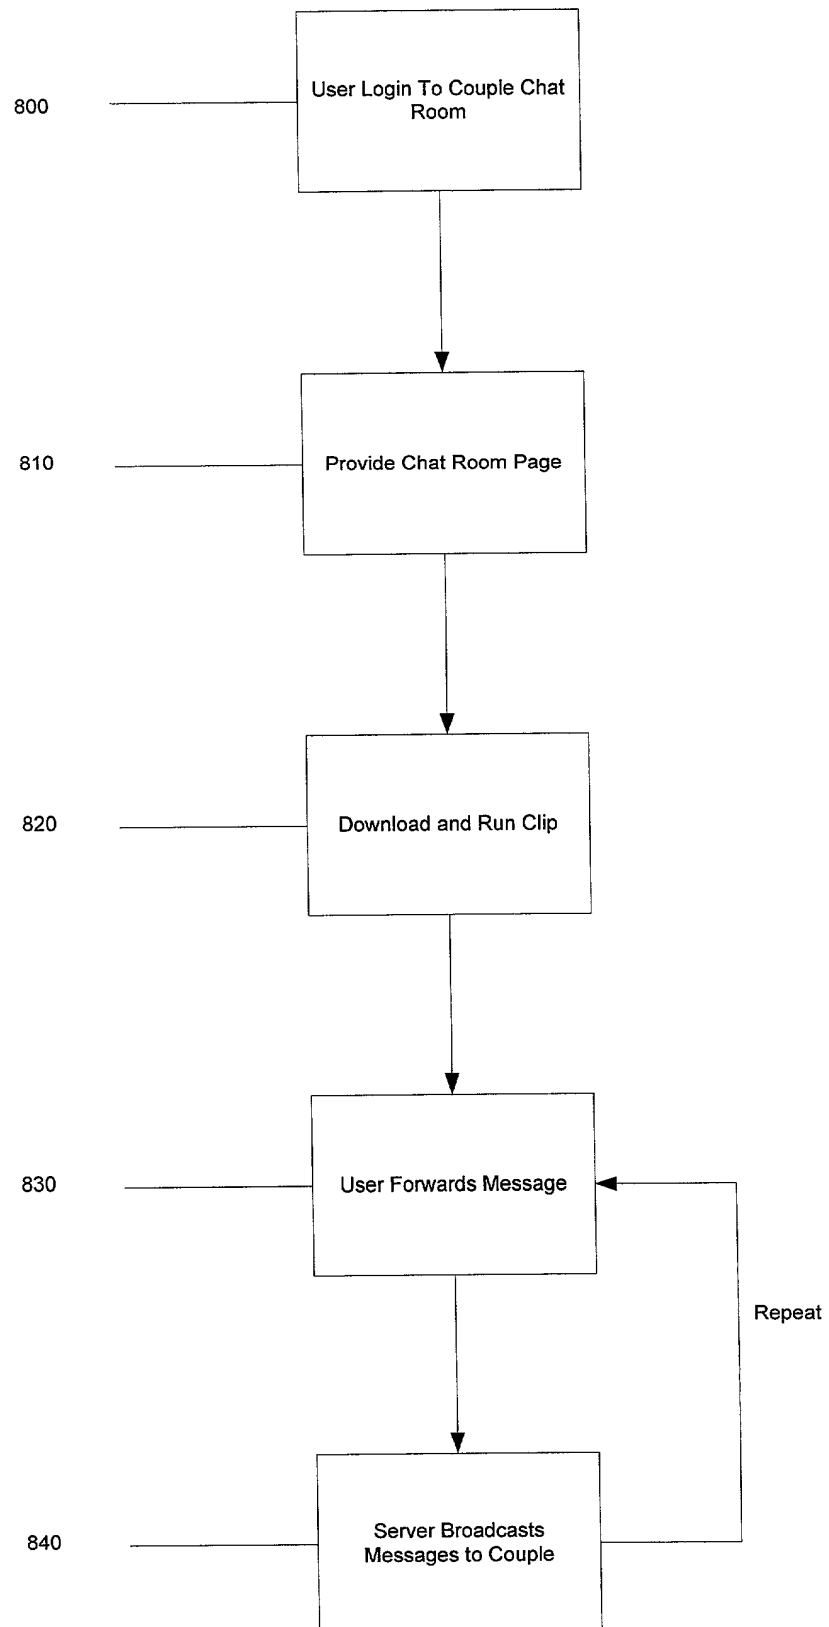 800
User Login To Couple Chat
Room
810
Provide Chat Room Page
820
Download and Run Clip
830
User Forwards Message
Repeat
840
Server Broadcasts
Messages to Couple